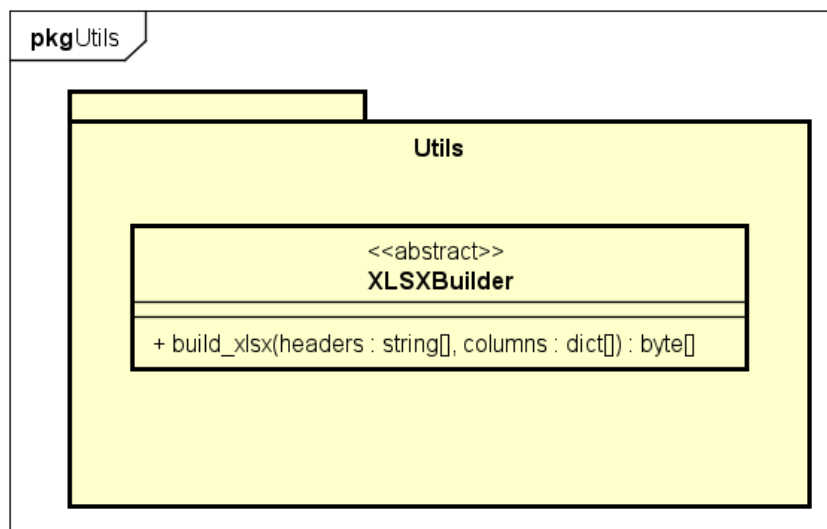 pkgUtils
Utils
<<abstract>>
XLSXBuilder
+ build_xlsx(headers : string[], columns : dict[]) : byte[]